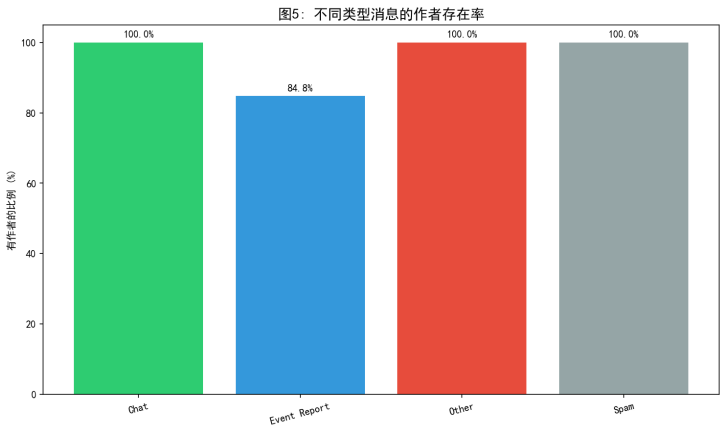 图5: 不同类型消息的作者存在率
100.0%
84.8%
100.0%
100.0%
有作者的比例 (%)
100
80
60
40
20
0
Chat
Event Report
Other
Spam